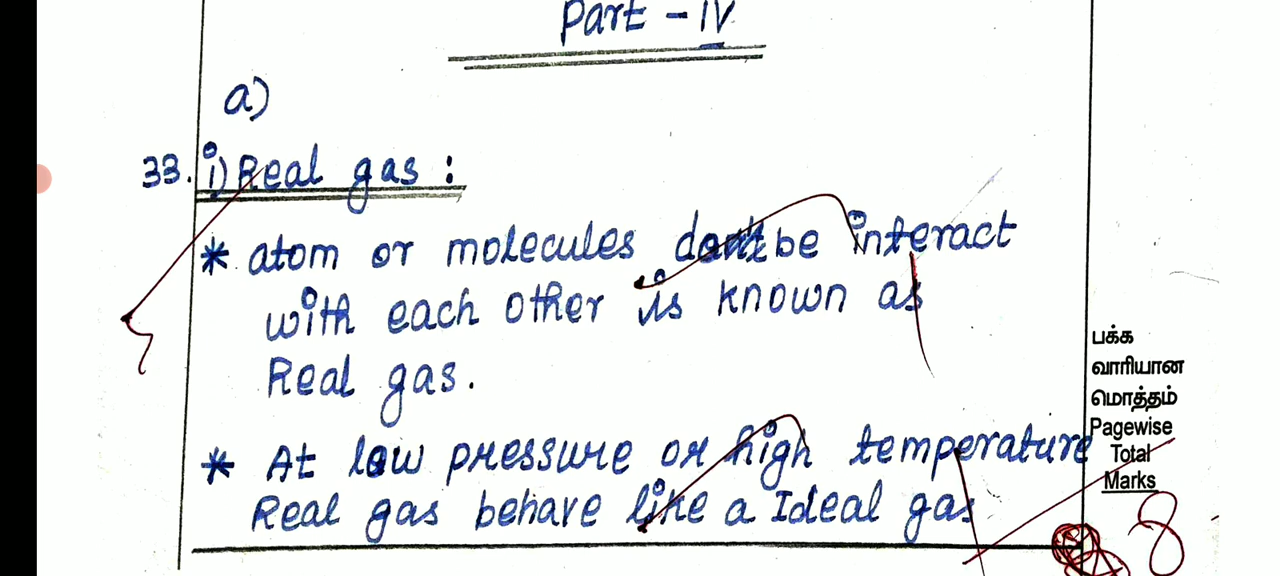 Part - IV
a)
33. i) Real gas :
* atom or molecules don't be interact
with each other is known as
Real gas.
* At low pressure or high temperature
Real gas behave like a Ideal gas
பக்க
வாரியான
மொத்தம்
Pagewise
Total
Marks
8